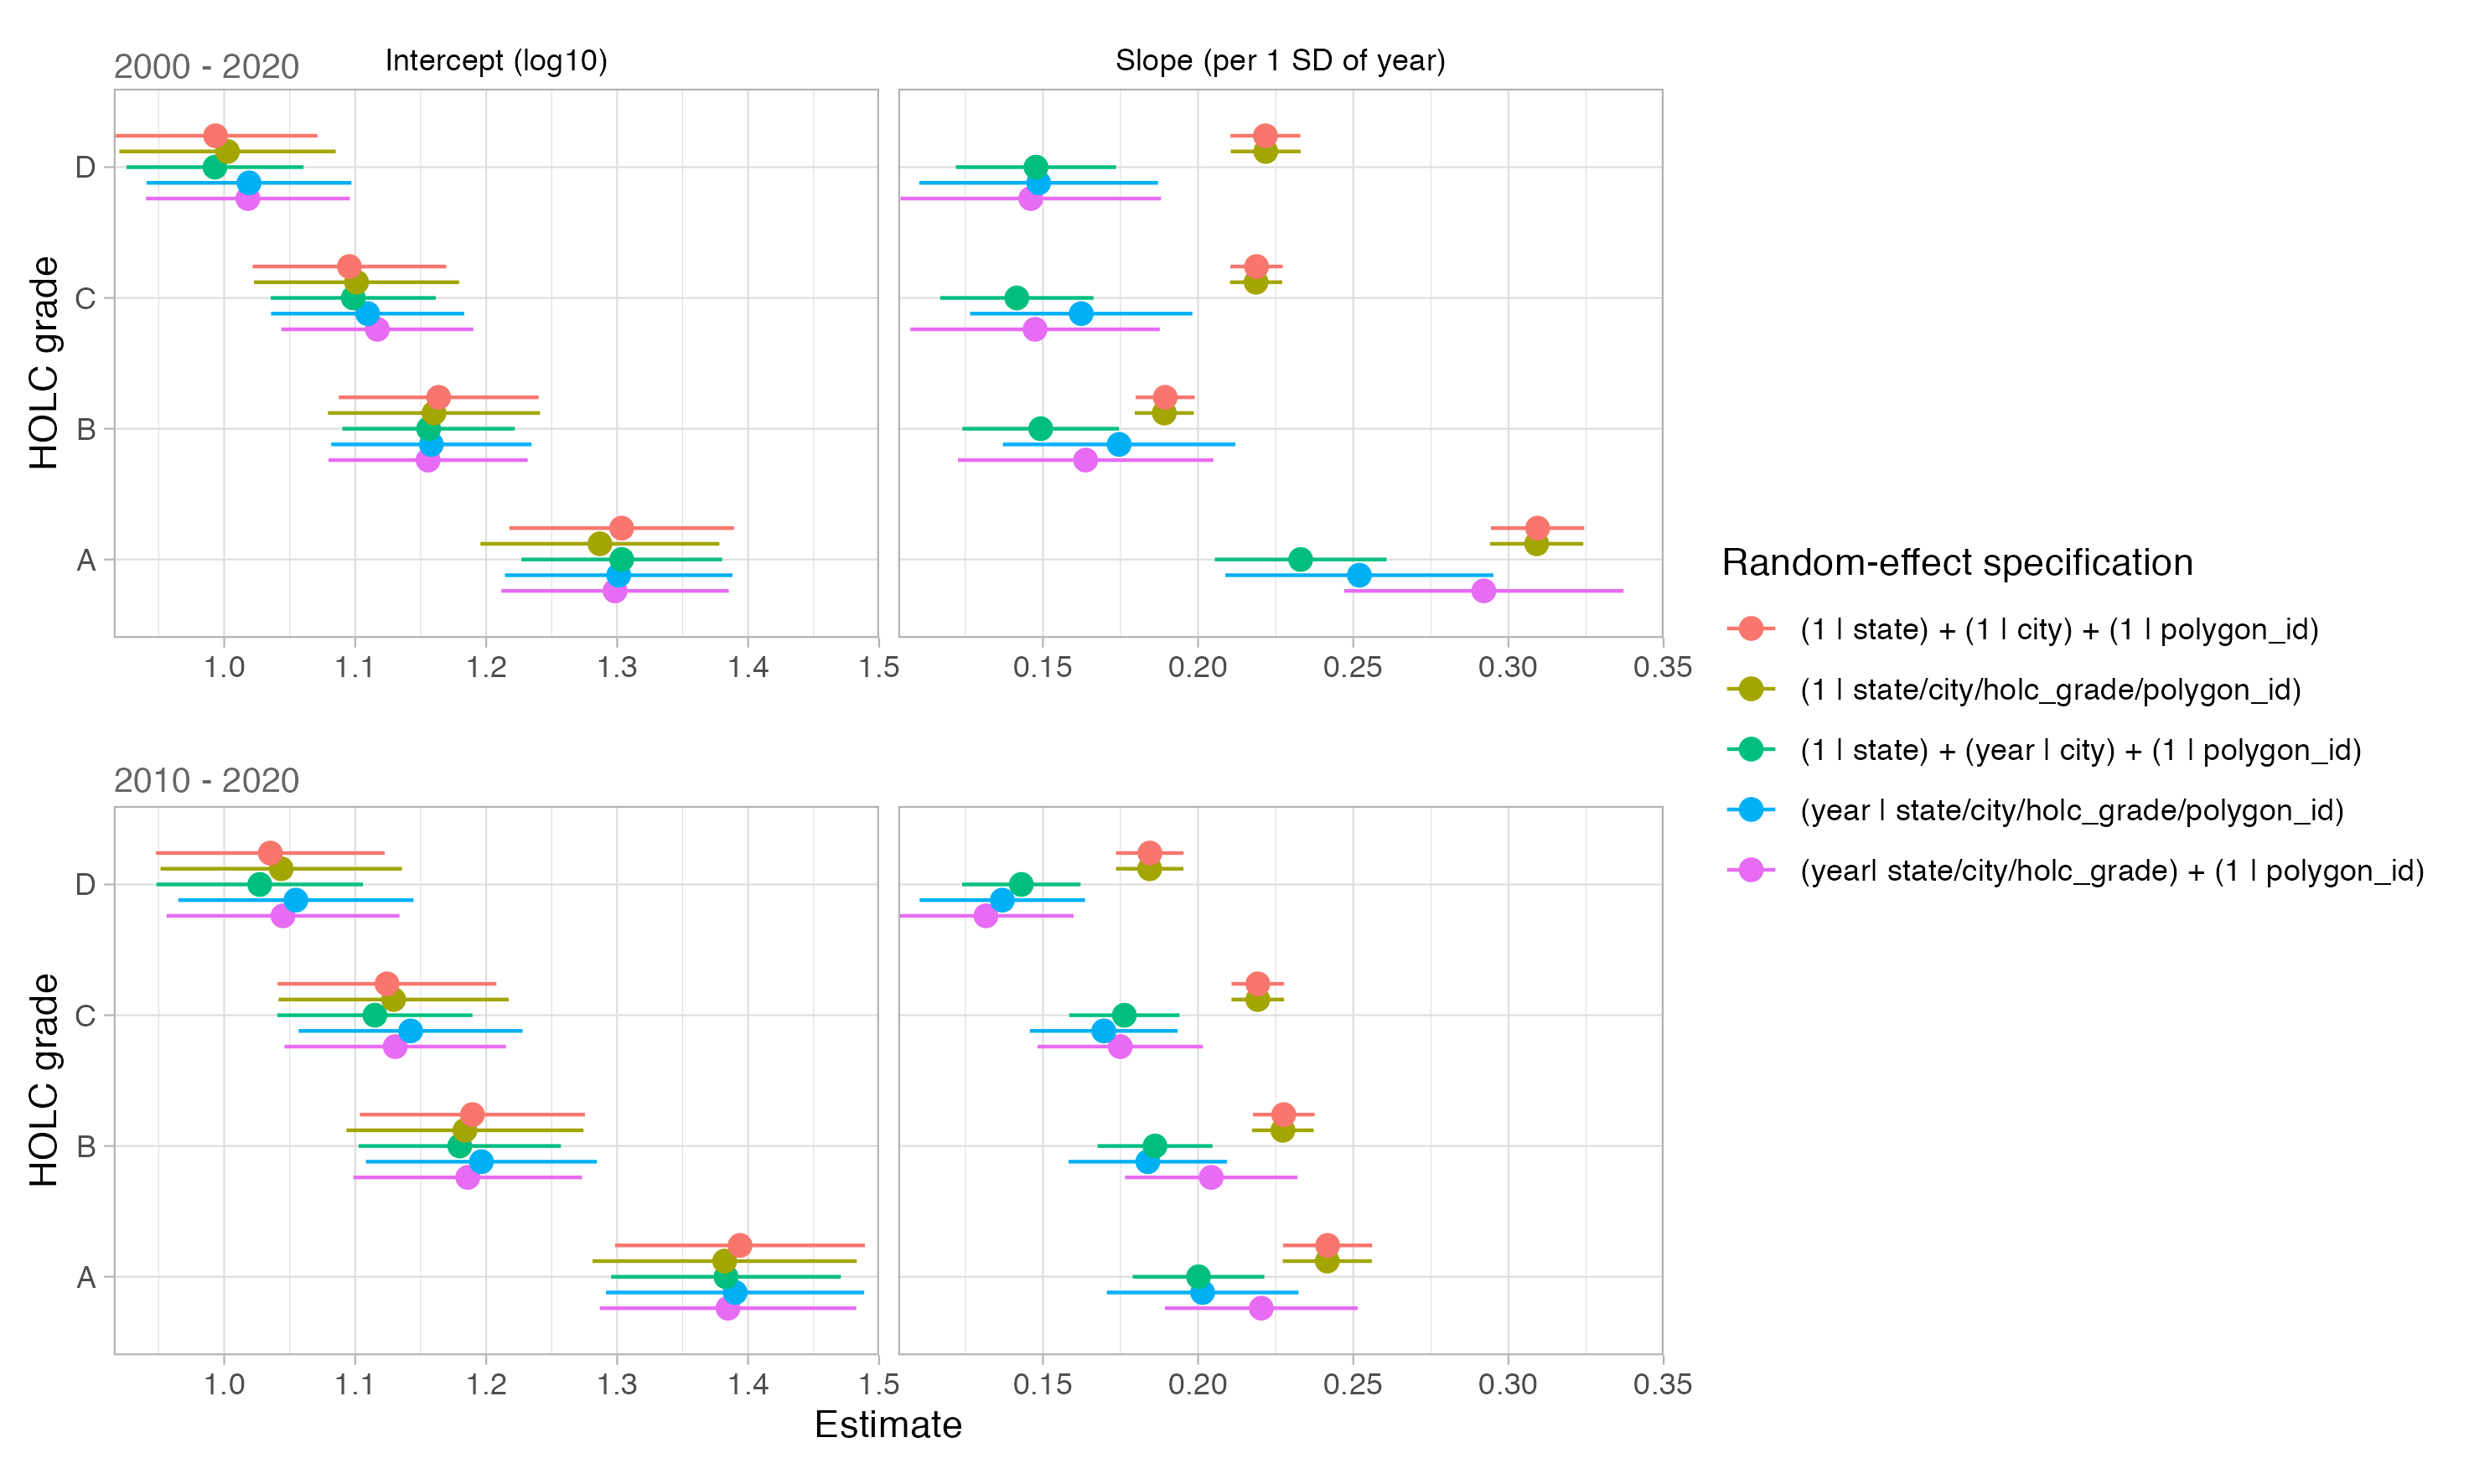 2000 - 2020
Intercept (log10)
Slope (per 1 SD of year)
HOLC grade
D
C
B
A
1.0 1.1 1.2 1.3 1.4 1.5
0.15 0.20 0.25 0.30 0.35
2010 - 2020
HOLC grade
D
C
B
A
1.0 1.1 1.2 1.3 1.4 1.5
0.15 0.20 0.25 0.30 0.35
Estimate
Random-effect specification
(1 | state) + (1 | city) + (1 | polygon_id)
(1 | state/city/holc_grade/polygon_id)
(1 | state) + (year | city) + (1 | polygon_id)
(year | state/city/holc_grade/polygon_id)
(year| state/city/holc_grade) + (1 | polygon_id)